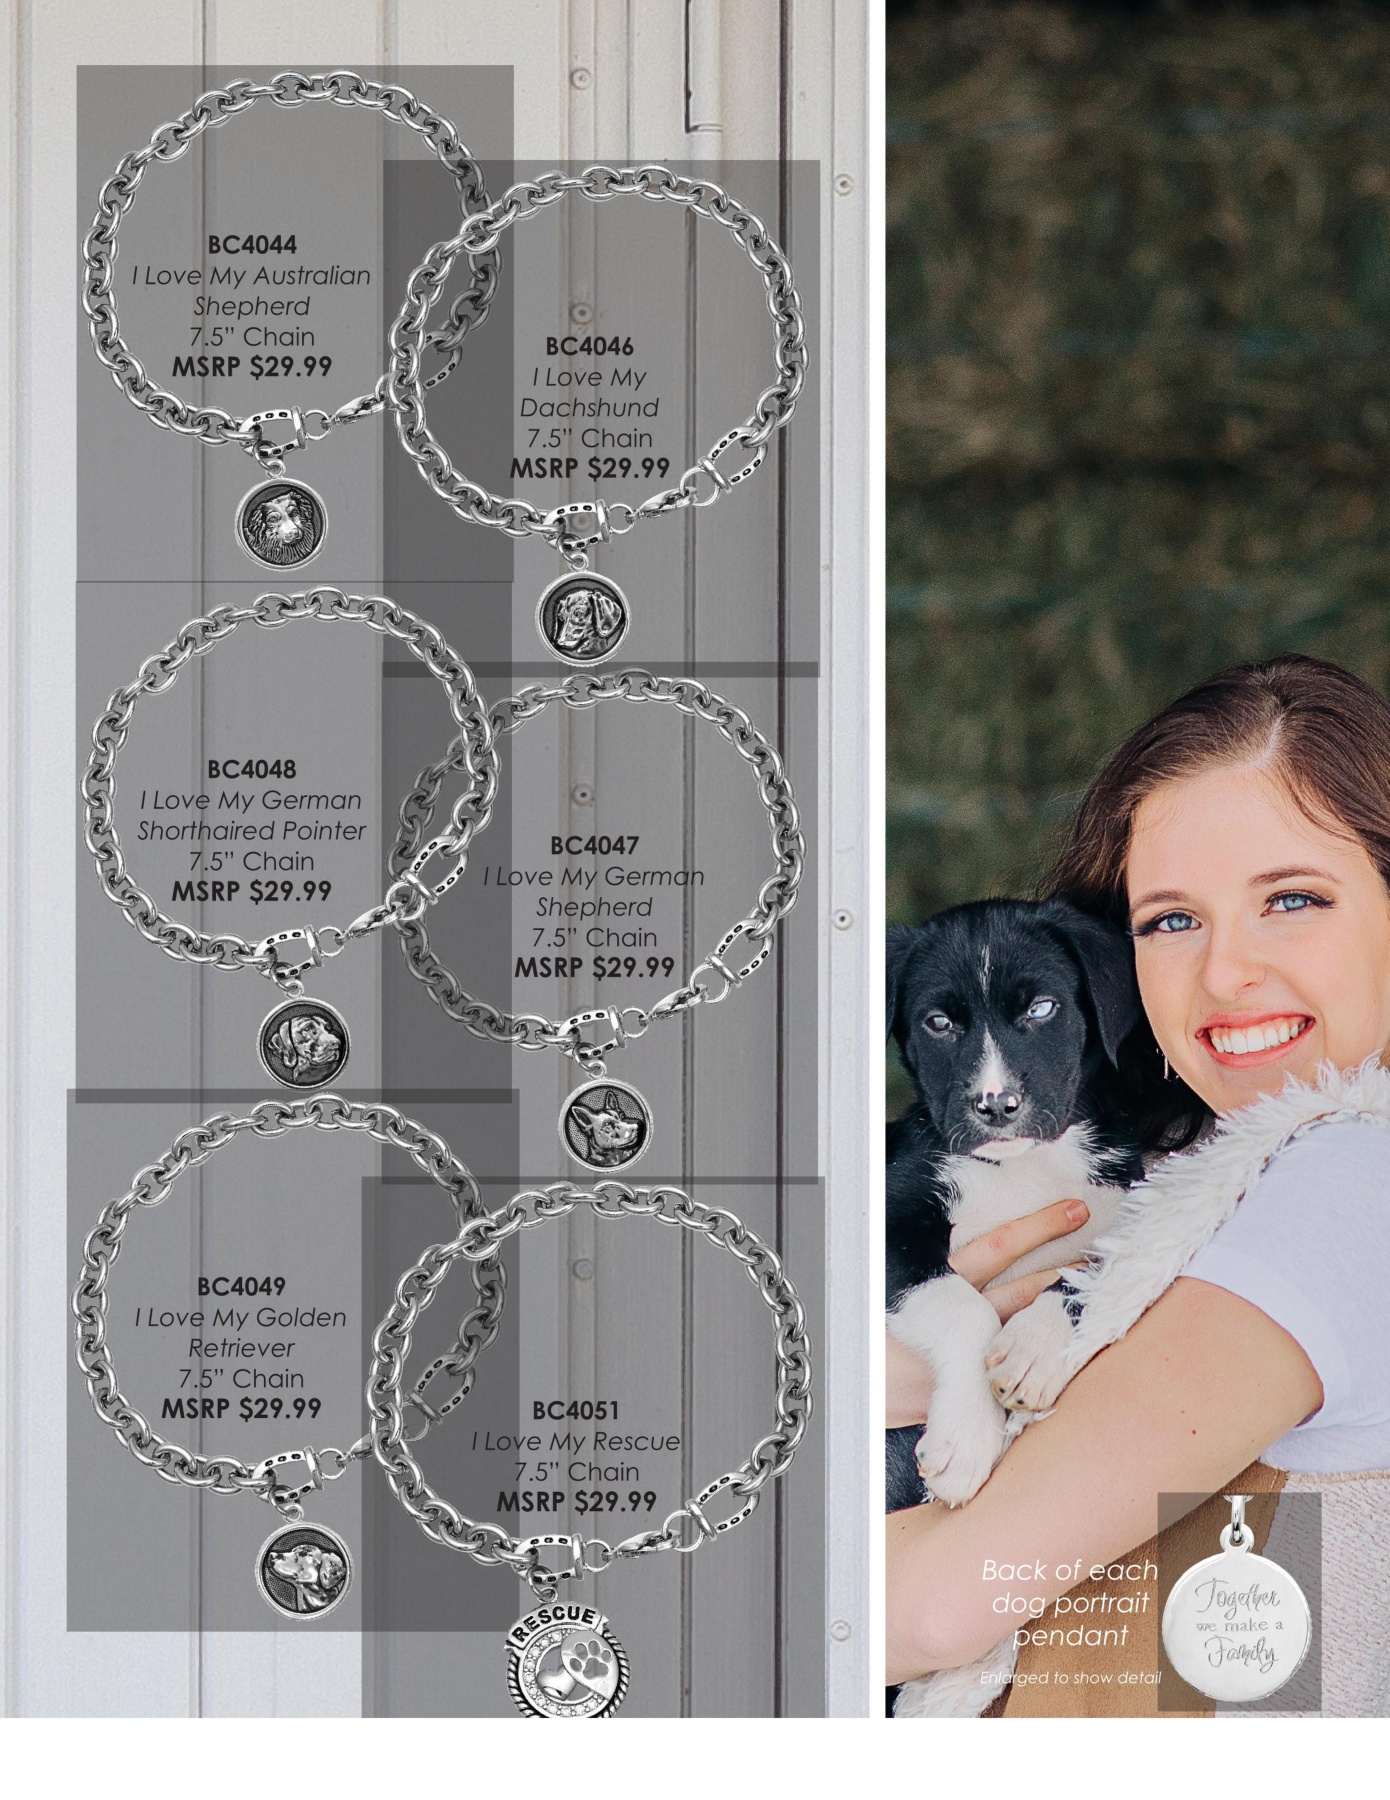 BC4044
I Love My Australian
Shepherd
7.5” Chain
MSRP $29.99
BC4046
I Love My
Dachshund
7.5” Chain
MSRP $29.99
BC4048
I Love My German
Shorthaired Pointer
7.5” Chain
MSRP $29.99
BC4047
I Love My German
Shepherd
7.5” Chain
MSRP $29.99
BC4049
I Love My Golden
Retriever
7.5” Chain
MSRP $29.99
BC4051
I Love My Rescue
7.5” Chain
MSRP $29.99
RESCUE
Back of each
dog portrait
pendant
Enlarged to show detail
Together
we make a
Family